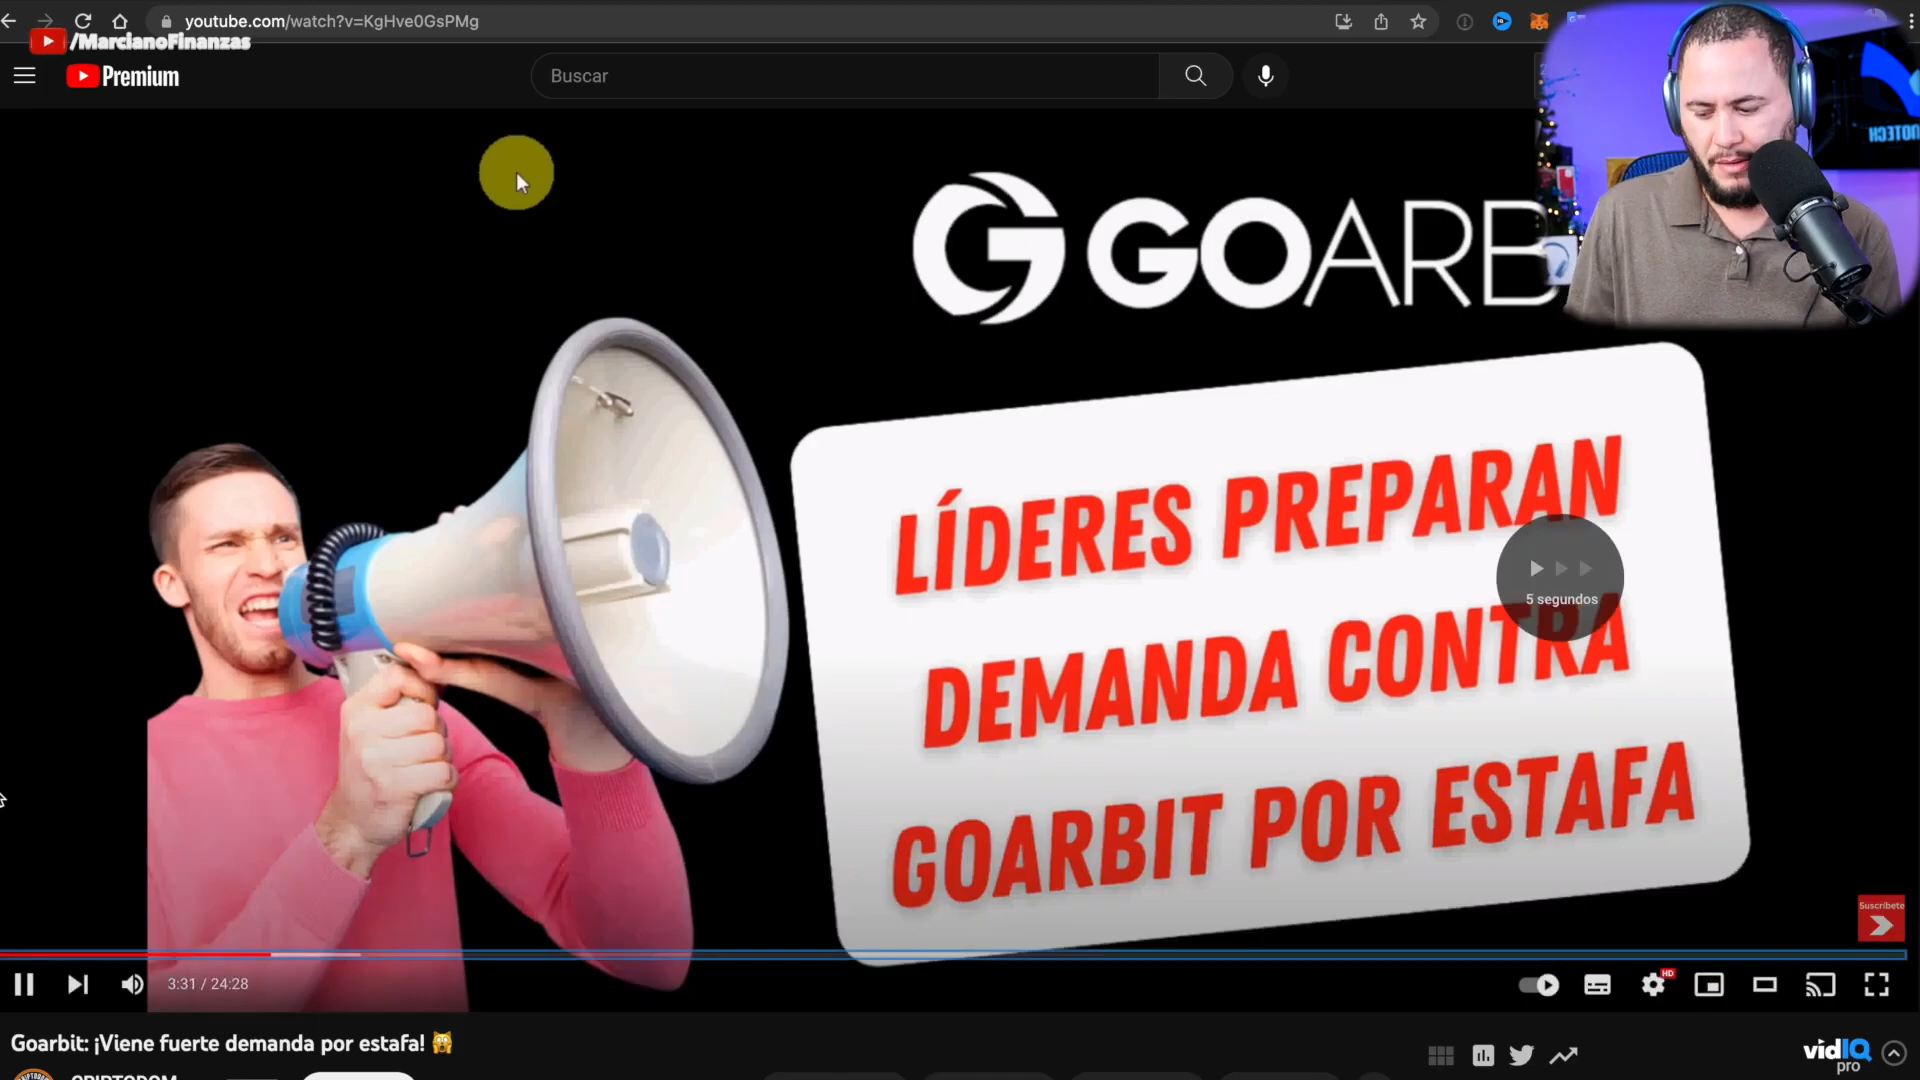 youtube.com/watch?v=KgHve0GsPMg
/MarcianoFinanzas
Premium
Buscar
GOARB
LÍDERES PREPARAN
DEMANDA CONTRA
GOARBIT POR ESTAFA
5 segundos
Suscríbete
3:31 / 24:28
HD
Goarbit: ¡Viene fuerte demanda por estafa! 🙀
vidIQ
pro